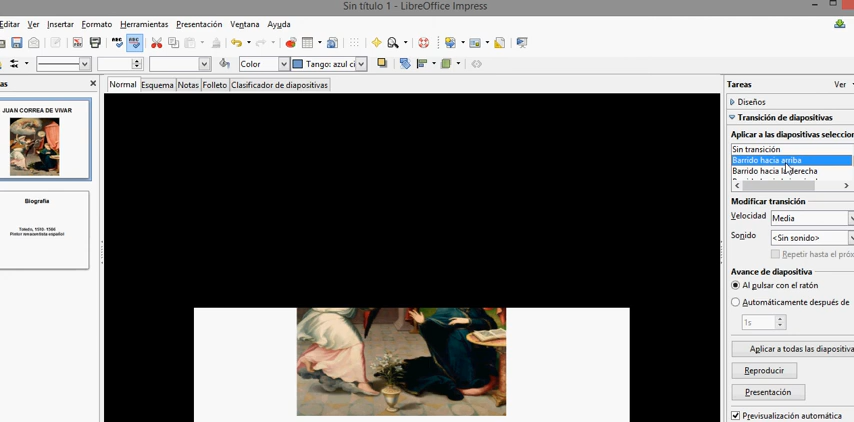 Sin título 1 - LibreOffice Impress
Editar Ver Insertar Formato Herramientas Presentación Ventana Ayuda
Color Tango: azul ci
as
Normal Esquema Notas Folleto Clasificador de diapositivas
JUAN CORREA DE VIVAR
Biografía
Toledo, 1510-1566
Pintor renacentista español
Tareas Ver
Diseños
Transición de diapositivas
Aplicar a las diapositivas seleccion
Sin transición
Barrido hacia arriba
Barrido hacia la derecha
Modificar transición
Velocidad Media
Sonido <Sin sonido>
Repetir hasta el próx
Avance de diapositiva
Al pulsar con el ratón
Automáticamente después de
1s
Aplicar a todas las diapositiva
Reproducir
Presentación
Previsualización automática